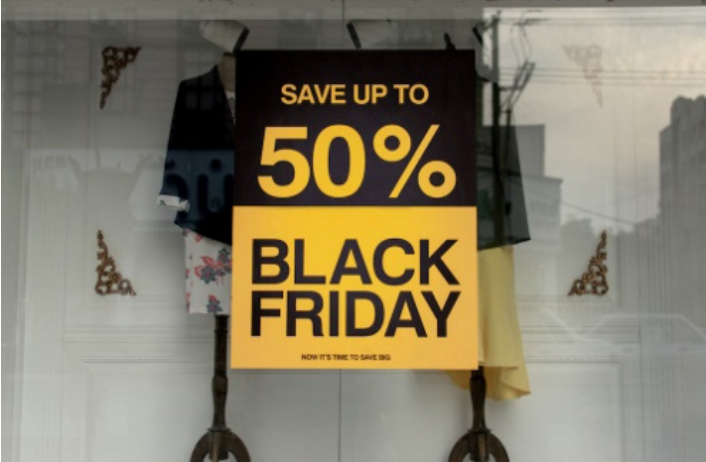 SAVE UP TO
50%
BLACK
FRIDAY
NOW IT'S TIME TO SAVE BIG